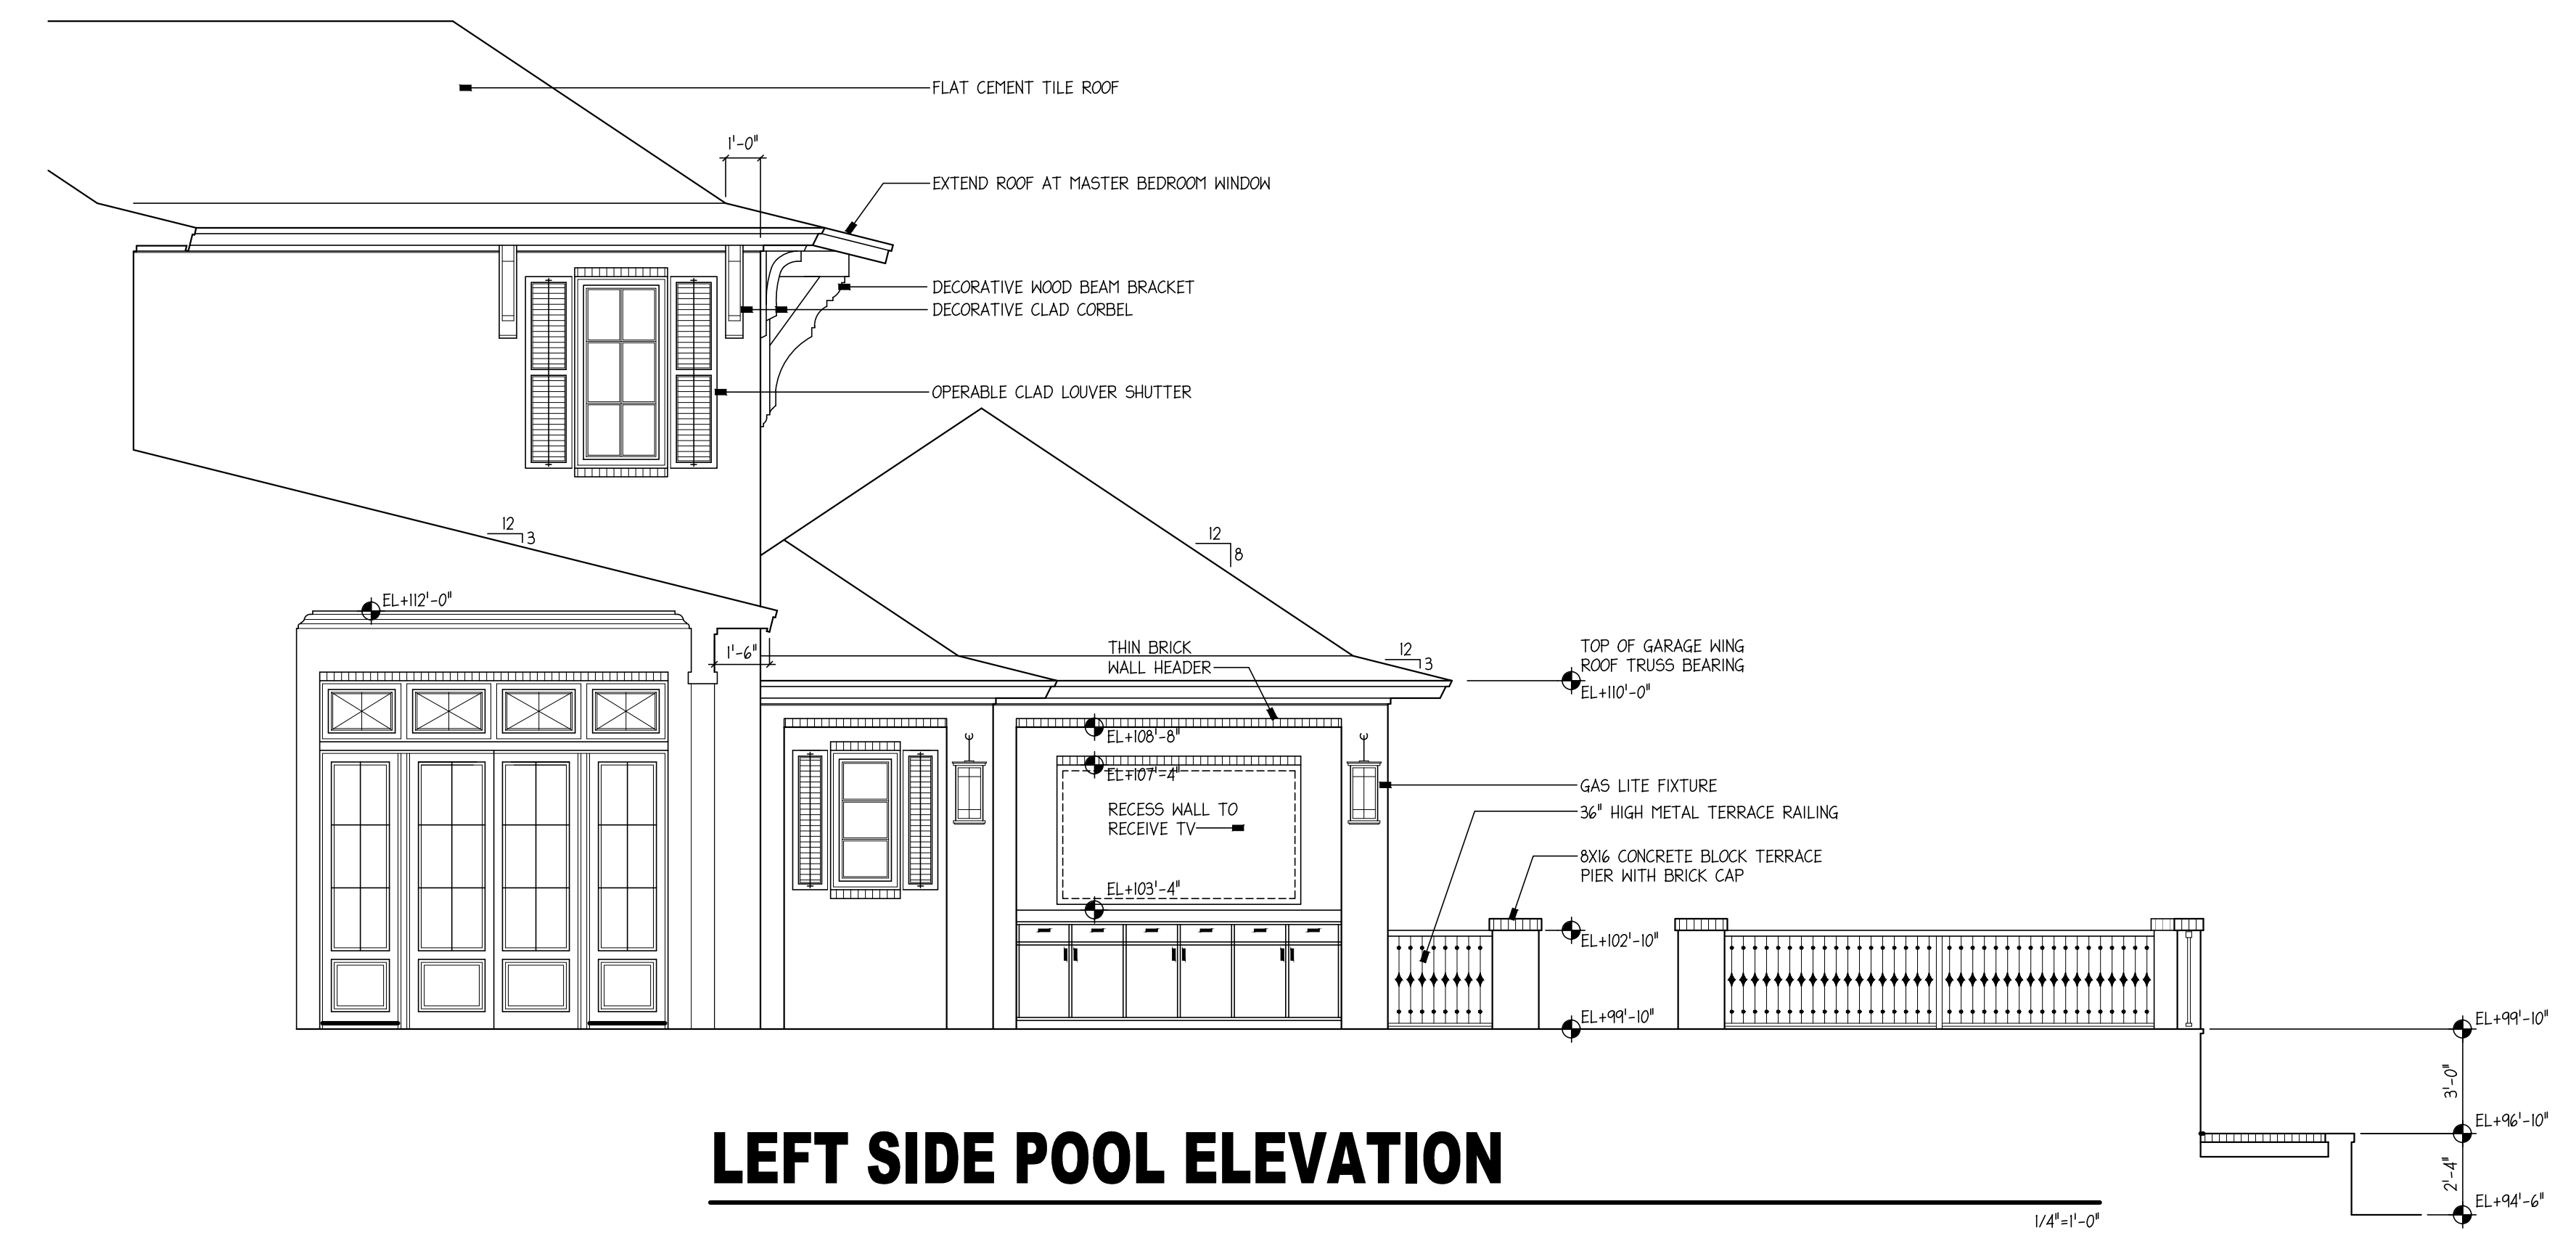 FLAT CEMENT TILE ROOF
1'-0"
EXTEND ROOF AT MASTER BEDROOM WINDOW
DECORATIVE WOOD BEAM BRACKET
DECORATIVE CLAD CORBEL
OPERABLE CLAD LOUVER SHUTTER
12
3
12
8
EL+112'-0"
1'-6"
THIN BRICK
WALL HEADER
12
3
TOP OF GARAGE WING
ROOF TRUSS BEARING
EL+110'-0"
EL+108'-8"
EL+107'-4"
RECESS WALL TO
RECEIVE TV
EL+103'-4"
GAS LITE FIXTURE
36" HIGH METAL TERRACE RAILING
8X16 CONCRETE BLOCK TERRACE
PIER WITH BRICK CAP
EL+102'-10"
EL+99'-10"
EL+99'-10"
3'-0"
EL+96'-10"
2'-4"
EL+94'-6"
LEFT SIDE POOL ELEVATION
1/4"=1'-0"